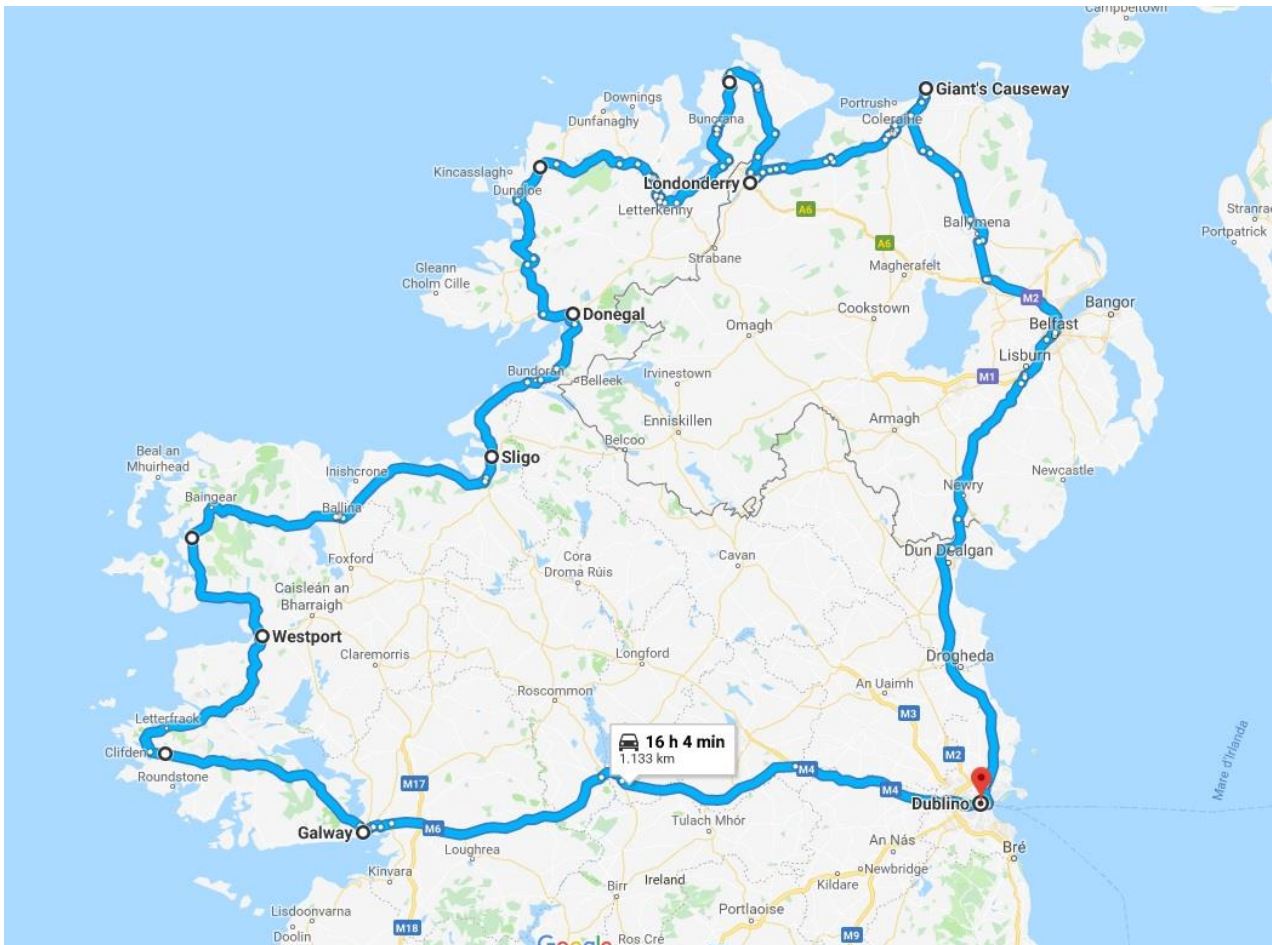 Campbeltown
Giant's Causeway
Portrush
Coleraine
Downings
Dunfanaghy
Buncrana
Kincasslagh
Dungloe
Londonderry
Letterkenny
A6
Stranra
Portpatrick
Ballymena
A6
Strabane
Magherafelt
Gleann
Cholm Cille
M2
Bangor
Cookstown
Donegal
Omagh
Belfast
Lisburn
Bundoran
Belleek
Irvinestown
M1
Enniskillen
Armagh
Belcoo
Beal an
Mhuirhead
Inishcrone
Sligo
Newcastle
Baingear
Ballina
Newry
Foxford
Cora
Droma Rúis
Cavan
Dun Dealgan
Caisleán an
Bharraigh
Westport
Claremorris
Longford
Drogheda
Roscommon
An Uaimh
M3
Letterfrack
Clifden
Roundstone
16 h 4 min
1.133 km
M2
Mare d'Irlanda
M17
M4
M4
Dublino
Galway
M6
Tulach Mhór
Loughrea
An Nás
Bré
Newbridge
Kinvara
Ireland
Kildare
Birr
Lisdoonvarna
Doolin
M18
Portlaoise
Google
Ros Cré
M9